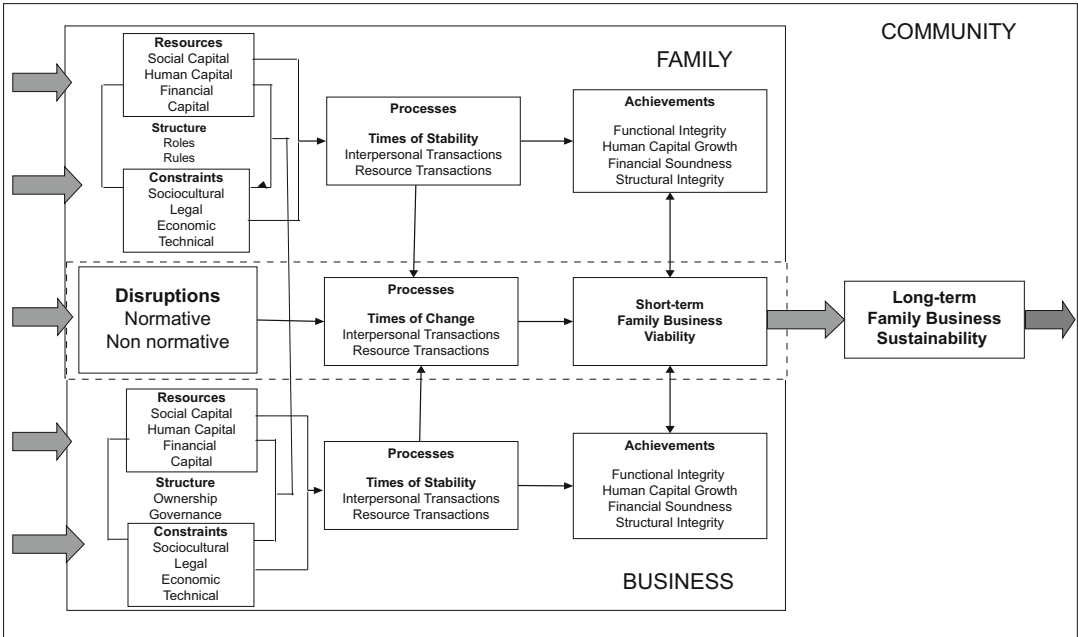 COMMUNITY
FAMILY
Resources
Social Capital
Human Capital
Financial
Capital
Structure
Roles
Rules
Constraints
Sociocultural
Legal
Economic
Technical
Processes
Times of Stability
Interpersonal Transactions
Resource Transactions
Achievements
Functional Integrity
Human Capital Growth
Financial Soundness
Structural Integrity
Disruptions
Normative
Non normative
Processes
Times of Change
Interpersonal Transactions
Resource Transactions
Short-term
Family Business
Viability
Long-term
Family Business
Sustainability
Resources
Social Capital
Human Capital
Financial
Capital
Structure
Ownership
Governance
Constraints
Sociocultural
Legal
Economic
Technical
Processes
Times of Stability
Interpersonal Transactions
Resource Transactions
Achievements
Functional Integrity
Human Capital Growth
Financial Soundness
Structural Integrity
BUSINESS